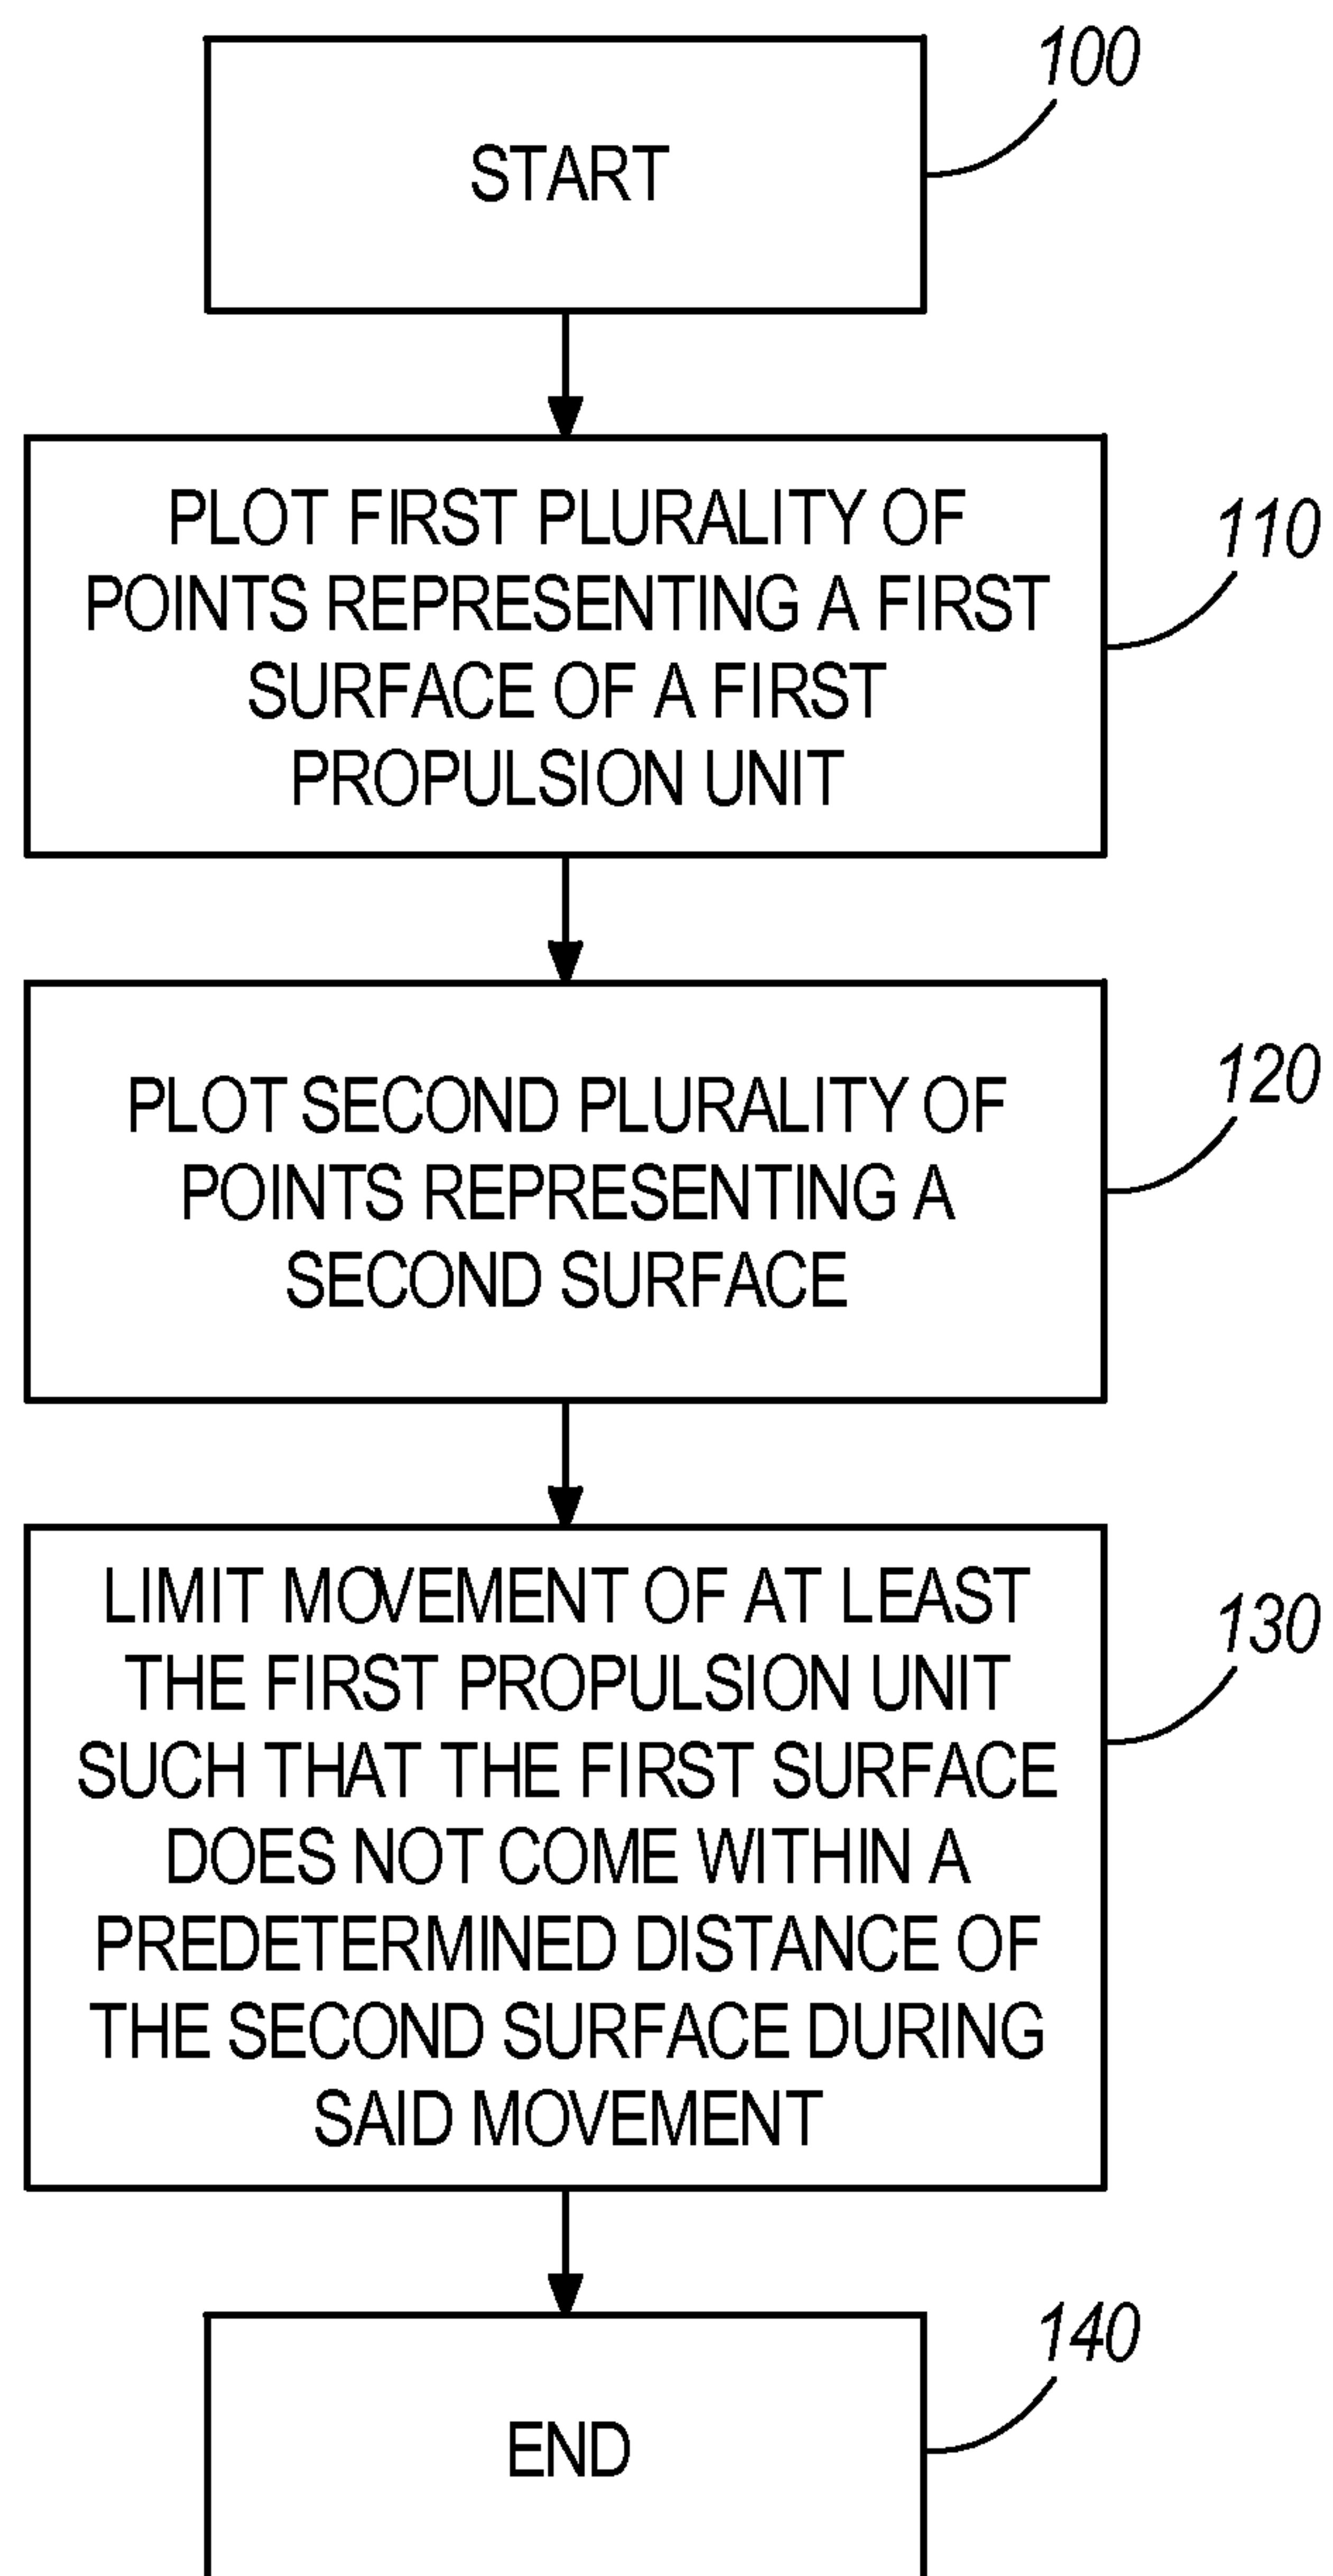 100
START
PLOT FIRST PLURALITY OF
POINTS REPRESENTING A FIRST
SURFACE OF A FIRST
PROPULSION UNIT
110
PLOT SECOND PLURALITY OF
POINTS REPRESENTING A
SECOND SURFACE
120
LIMIT MOVEMENT OF AT LEAST
THE FIRST PROPULSION UNIT
SUCH THAT THE FIRST SURFACE
DOES NOT COME WITHIN A
PREDETERMINED DISTANCE OF
THE SECOND SURFACE DURING
SAID MOVEMENT
130
140
END